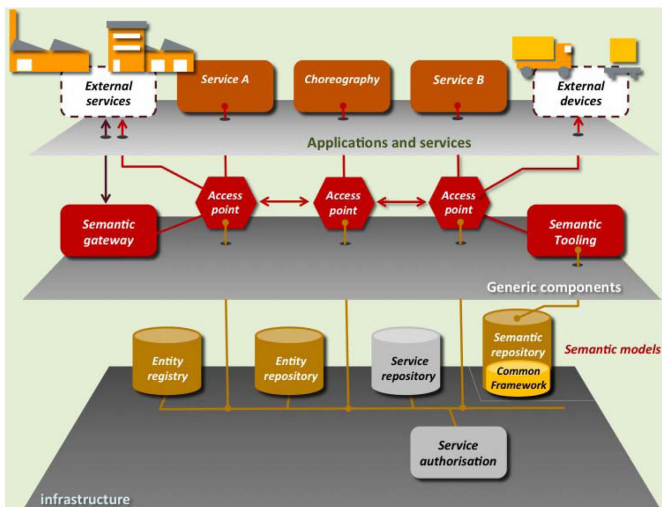 External
services
Service A
Choreography
Service B
External
devices
Applications and services
Access
point
Access
point
Access
point
Semantic
gateway
Semantic
Tooling
Generic components
Entity
registry
Entity
repository
Service
repository
Semantic
repository
Common
Framework
Semantic models
Service
authorisation
infrastructure